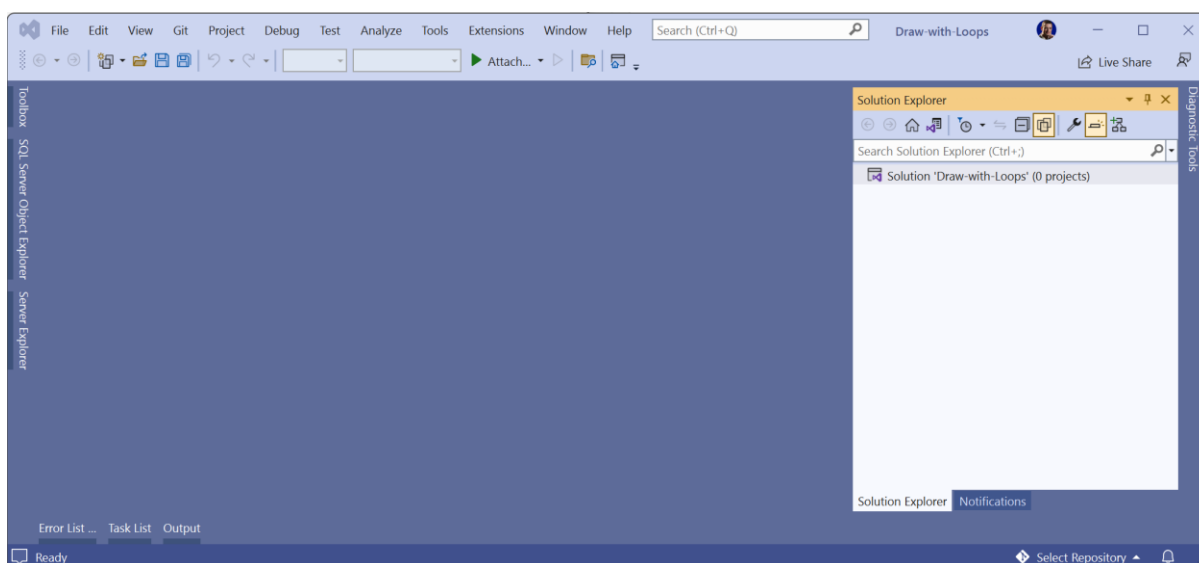 File Edit View Git Project Debug Test Analyze Tools Extensions Window Help Search (Ctrl+Q) Draw-with-Loops
Attach... Live Share
Toolbox
SQL Server Object Explorer
Server Explorer
Solution Explorer
Search Solution Explorer (Ctrl+;)
Solution 'Draw-with-Loops' (0 projects)
Solution Explorer Notifications
Diagnostic Tools
Error List ... Task List Output
Ready Select Repository